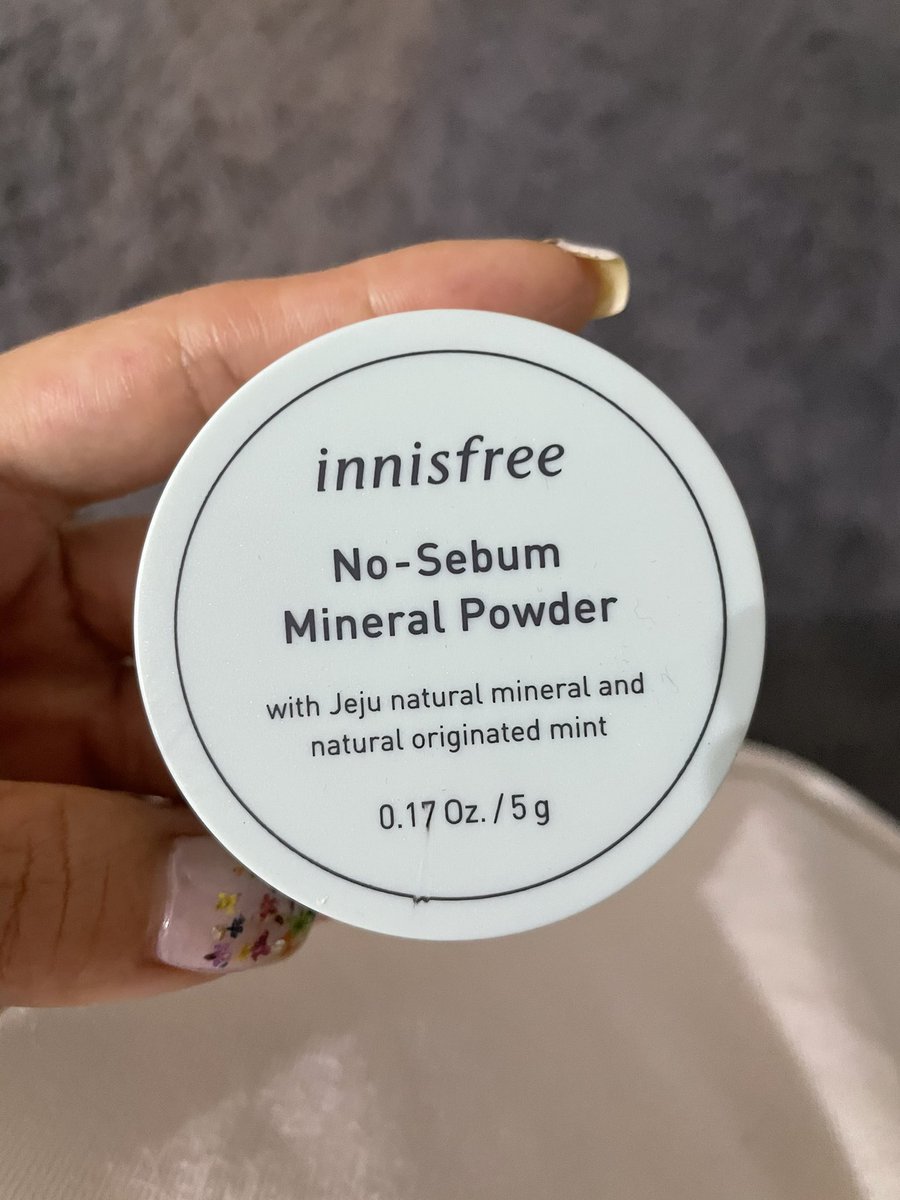 innisfree
No-Sebum
Mineral Powder
with Jeju natural mineral and
natural originated mint
0.17 Oz. / 5 g